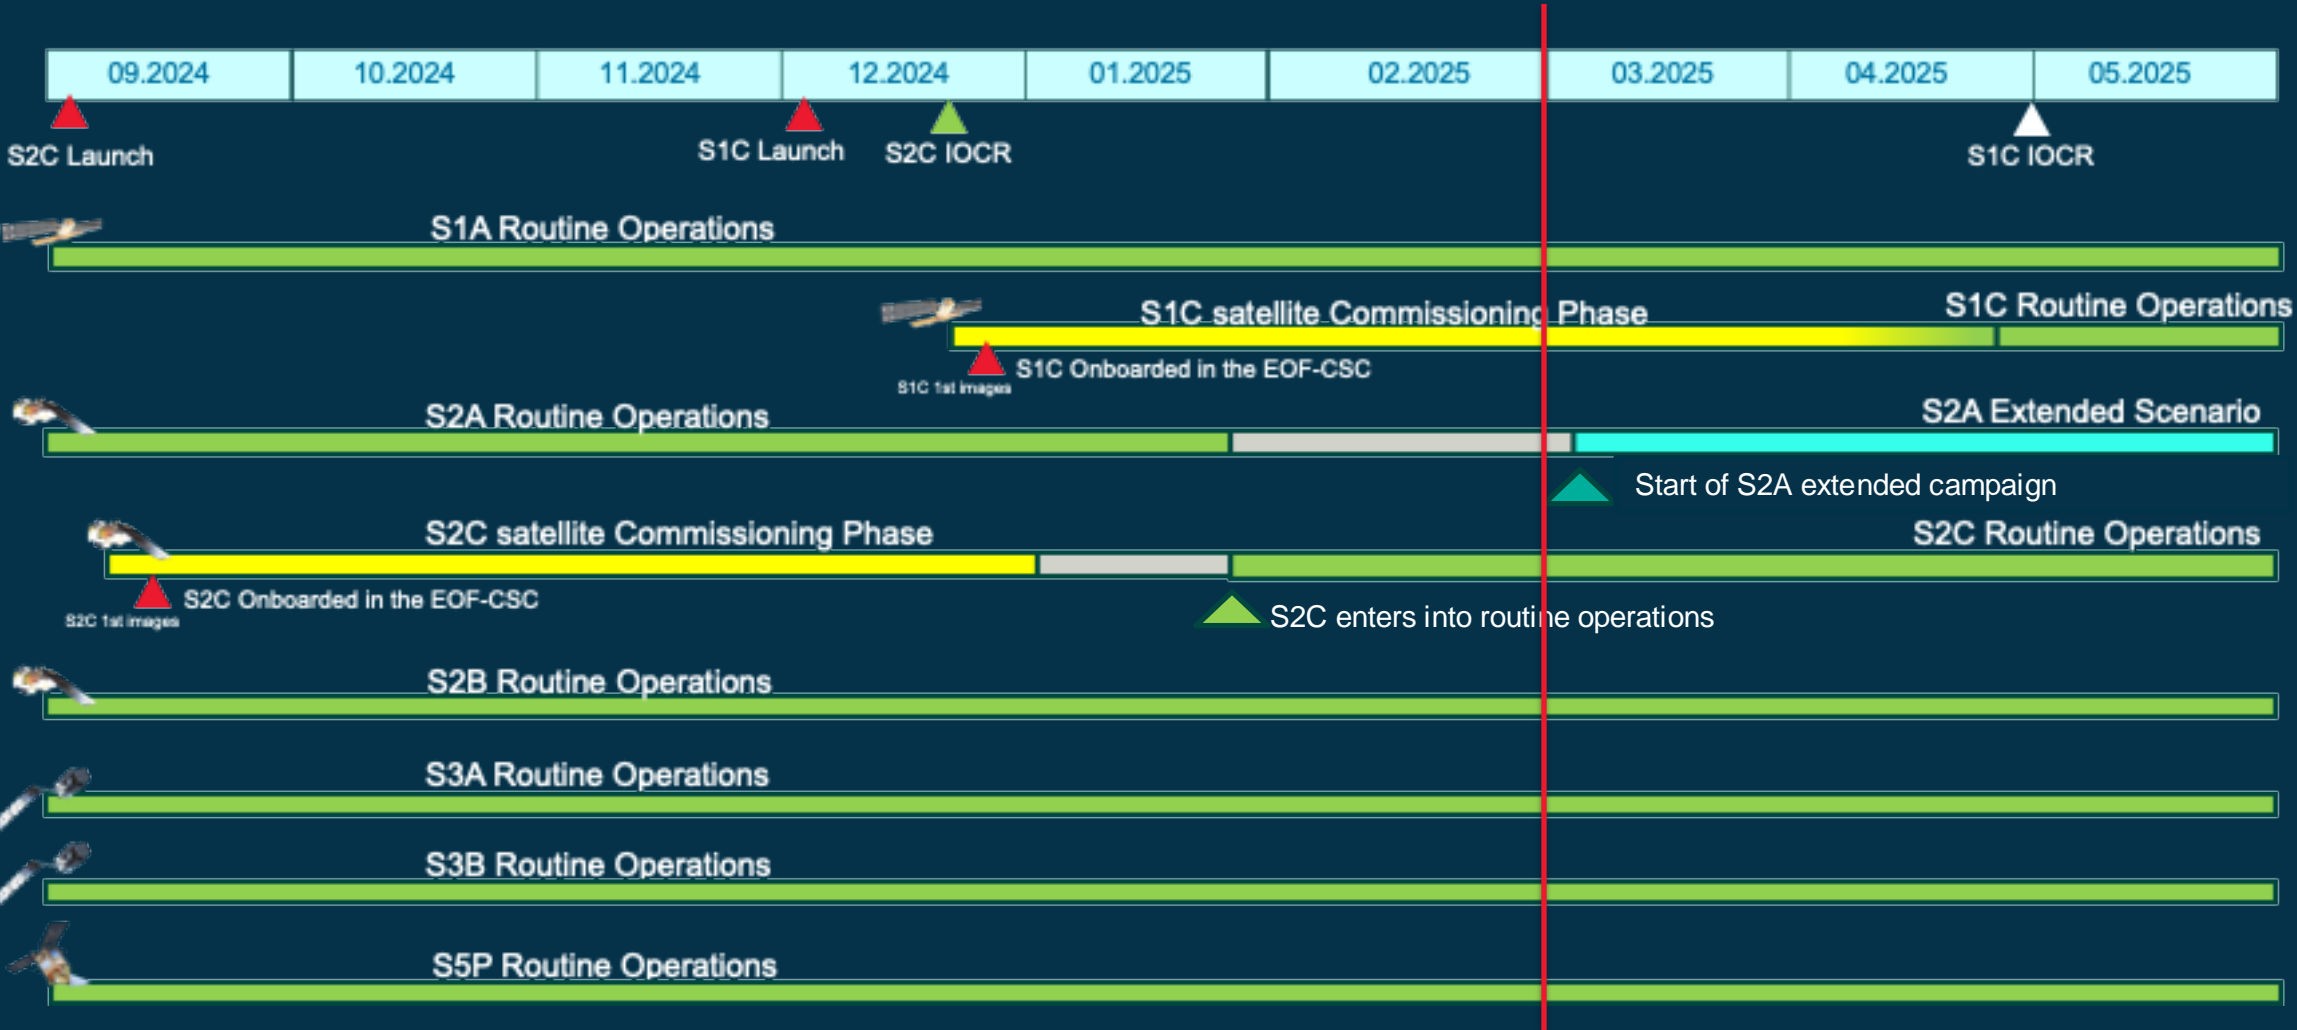 09.2024 10.2024 11.2024 12.2024 01.2025 02.2025 03.2025 04.2025 05.2025
S2C Launch
S1C Launch
S2C IOCR
S1C IOCR
S1A Routine Operations
S1C satellite Commissioning Phase
S1C Routine Operations
S1C Onboarded in the EOF-CSC
S1C 1st images
S2A Routine Operations
S2A Extended Scenario
Start of S2A extended campaign
S2C satellite Commissioning Phase
S2C Routine Operations
S2C Onboarded in the EOF-CSC
S2C 1st images
S2C enters into routine operations
S2B Routine Operations
S3A Routine Operations
S3B Routine Operations
S5P Routine Operations